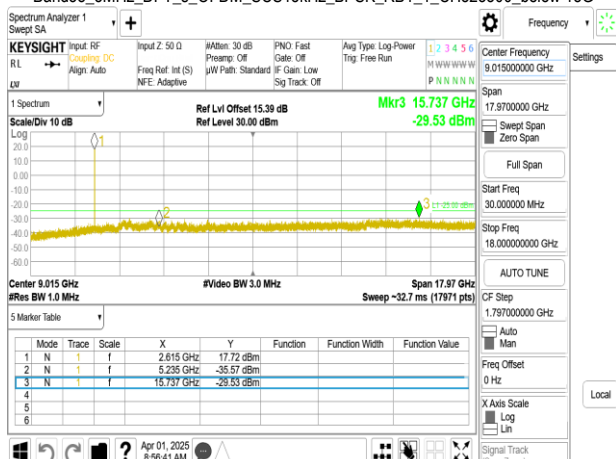 Spectrum Analyzer 1
Swept SA
+
Frequency
Settings
KEYSIGHT
RL
Input: RF
Coupling: DC
Align: Auto
Input Z: 50 Ω
Freq Ref: Int (S)
NFE: Adaptive
#Atten: 30 dB
Preamp: Off
µW Path: Standard
PNO: Fast
Gate: Off
IF Gain: Low
Sig Track: Off
Avg Type: Log-Power
Trig: Free Run
1 2 3 4 5 6
M W W W W W
P N N N N N
1 Spectrum
Scale/Div 10 dB
Log
Ref Lvl Offset 15.39 dB
Ref Level 30.00 dBm
Mkr3 15.737 GHz
-29.53 dBm
20.0
10.0
0.00
-10.0
-20.0
-30.0
-40.0
-50.0
-60.0
1
2
3
Center 9.015 GHz
#Res BW 1.0 MHz
#Video BW 3.0 MHz
Span 17.97 GHz
Sweep ~32.7 ms (17971 pts)
5 Marker Table
Mode Trace Scale X Y Function Function Width Function Value
1 N 1 f 2.615 GHz 17.72 dBm
2 N 1 f 5.235 GHz -35.57 dBm
3 N 1 f 15.737 GHz -29.53 dBm
4
5
6
?
Apr 01, 2025
8:56:41 AM
Center Frequency
9.015000000 GHz
Span
17.9700000 GHz
Swept Span
Zero Span
Full Span
Start Freq
30.000000 MHz
Stop Freq
18.000000000 GHz
AUTO TUNE
CF Step
1.797000000 GHz
Auto
Man
Freq Offset
0 Hz
X Axis Scale
Log
Lin
Signal Track
Local